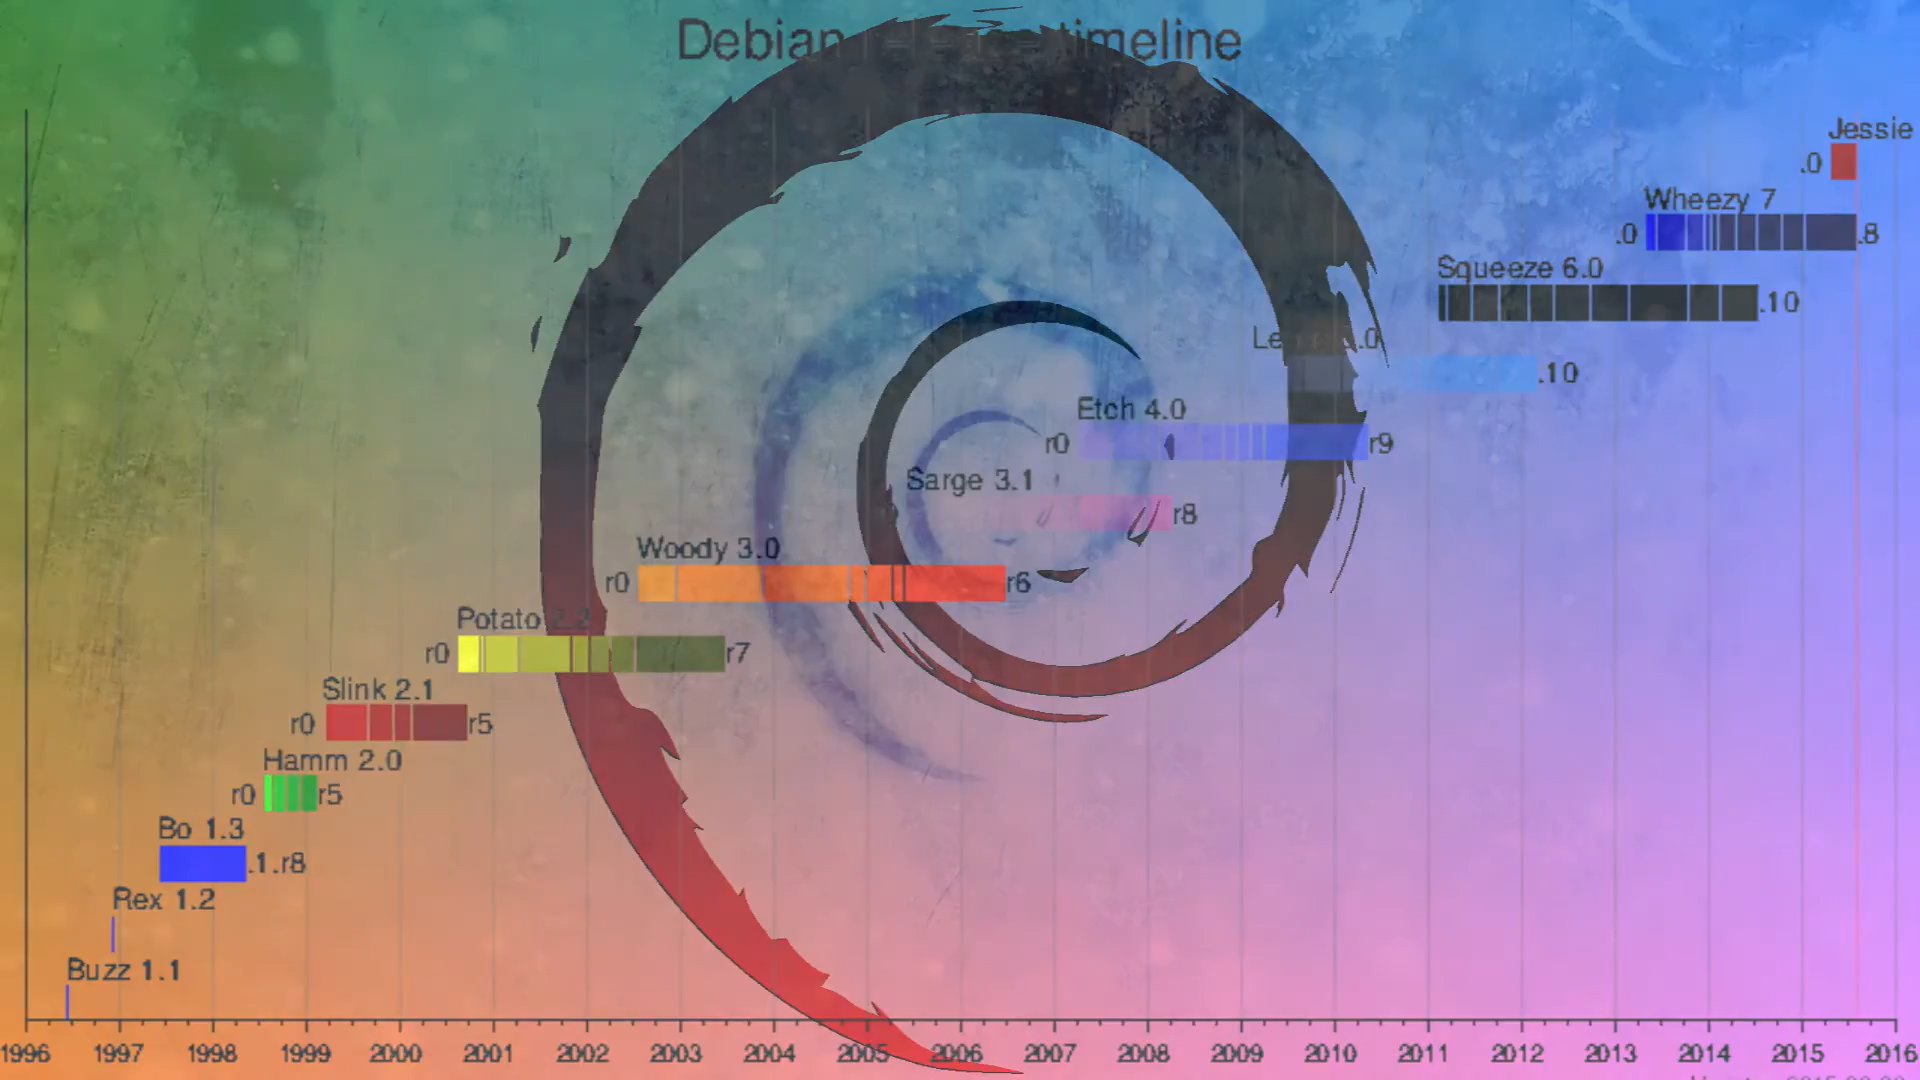 Debian timeline
Jessie
.0
Wheezy 7
.0 .8
Squeeze 6.0
.10
.0
.10
Etch 4.0
r0 r9
Sarge 3.1
r8
Woody 3.0
r0 r6
Potato 2.2
r0 r7
Slink 2.1
r0 r5
Hamm 2.0
r0 r5
Bo 1.3
.1.r8
Rex 1.2
Buzz 1.1
1996 1997 1998 1999 2000 2001 2002 2003 2004 2005 2006 2007 2008 2009 2010 2011 2012 2013 2014 2015 2016